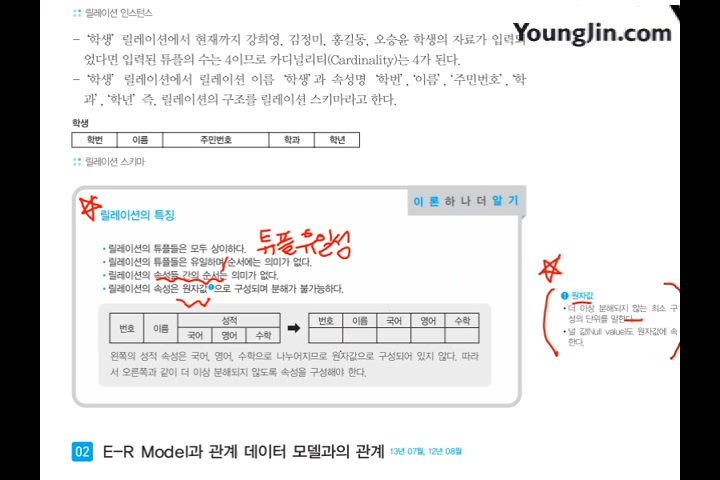 릴레이션 인스턴스
YoungJin.com
- '학생' 릴레이션에서 현재까지 강희영, 김정미, 홍길동, 오승윤 학생의 자료가 입력되
었다면 입력된 튜플의 수는 4이므로 카디널리티(Cardinality)는 4가 된다.
- '학생' 릴레이션에서 릴레이션 이름 '학생'과 속성명 '학번', '이름', '주민번호', '학
과', '학년' 즉, 릴레이션의 구조를 릴레이션 스키마라고 한다.
학생
학번 이름 주민번호 학과 학년
릴레이션 스키마
이론 하나 더 알기
릴레이션의 특징
• 릴레이션의 튜플들은 모두 상이하다.
튜플 유일성
• 릴레이션의 튜플들은 유일하며 순서에는 의미가 없다.
• 릴레이션의 속성들 간의 순서는 의미가 없다.
• 릴레이션의 속성은 원자값❶으로 구성되며 분해가 불가능하다.
번호 이름 성적 번호 이름 국어 영어 수학
국어 영어 수학
왼쪽의 성적 속성은 국어, 영어, 수학으로 나누어지므로 원자값으로 구성되어 있지 않다. 따라
서 오른쪽과 같이 더 이상 분해되지 않도록 속성을 구성해야 한다.
❶ 원자값
• 더 이상 분해되지 않는 최소 구
성의 단위를 말한다.
• 널 값(Null value)도 원자값에 속
한다.
02 E-R Model과 관계 데이터 모델과의 관계 13년 07월, 12년 08월